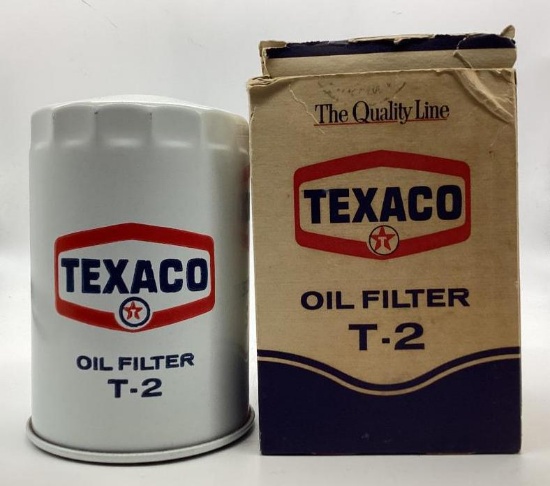 TEXACO
T
OIL FILTER
T-2
The Quality Line
TEXACO
T
OIL FILTER
T-2